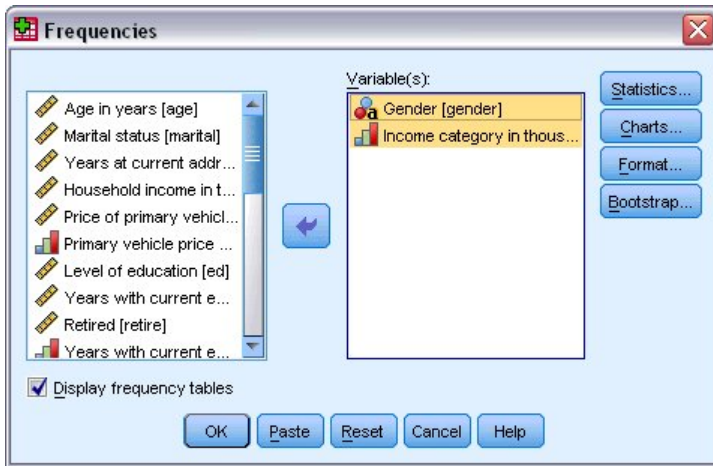 Frequencies
Age in years [age]
Marital status [marital]
Years at current addr...
Household income in t...
Price of primary vehicl...
Primary vehicle price ...
Level of education [ed]
Years with current e...
Retired [retire]
Years with current e...
Variable(s):
a Gender [gender]
Income category in thous...
Statistics...
Charts...
Format...
Bootstrap...
Display frequency tables
OK Paste Reset Cancel Help